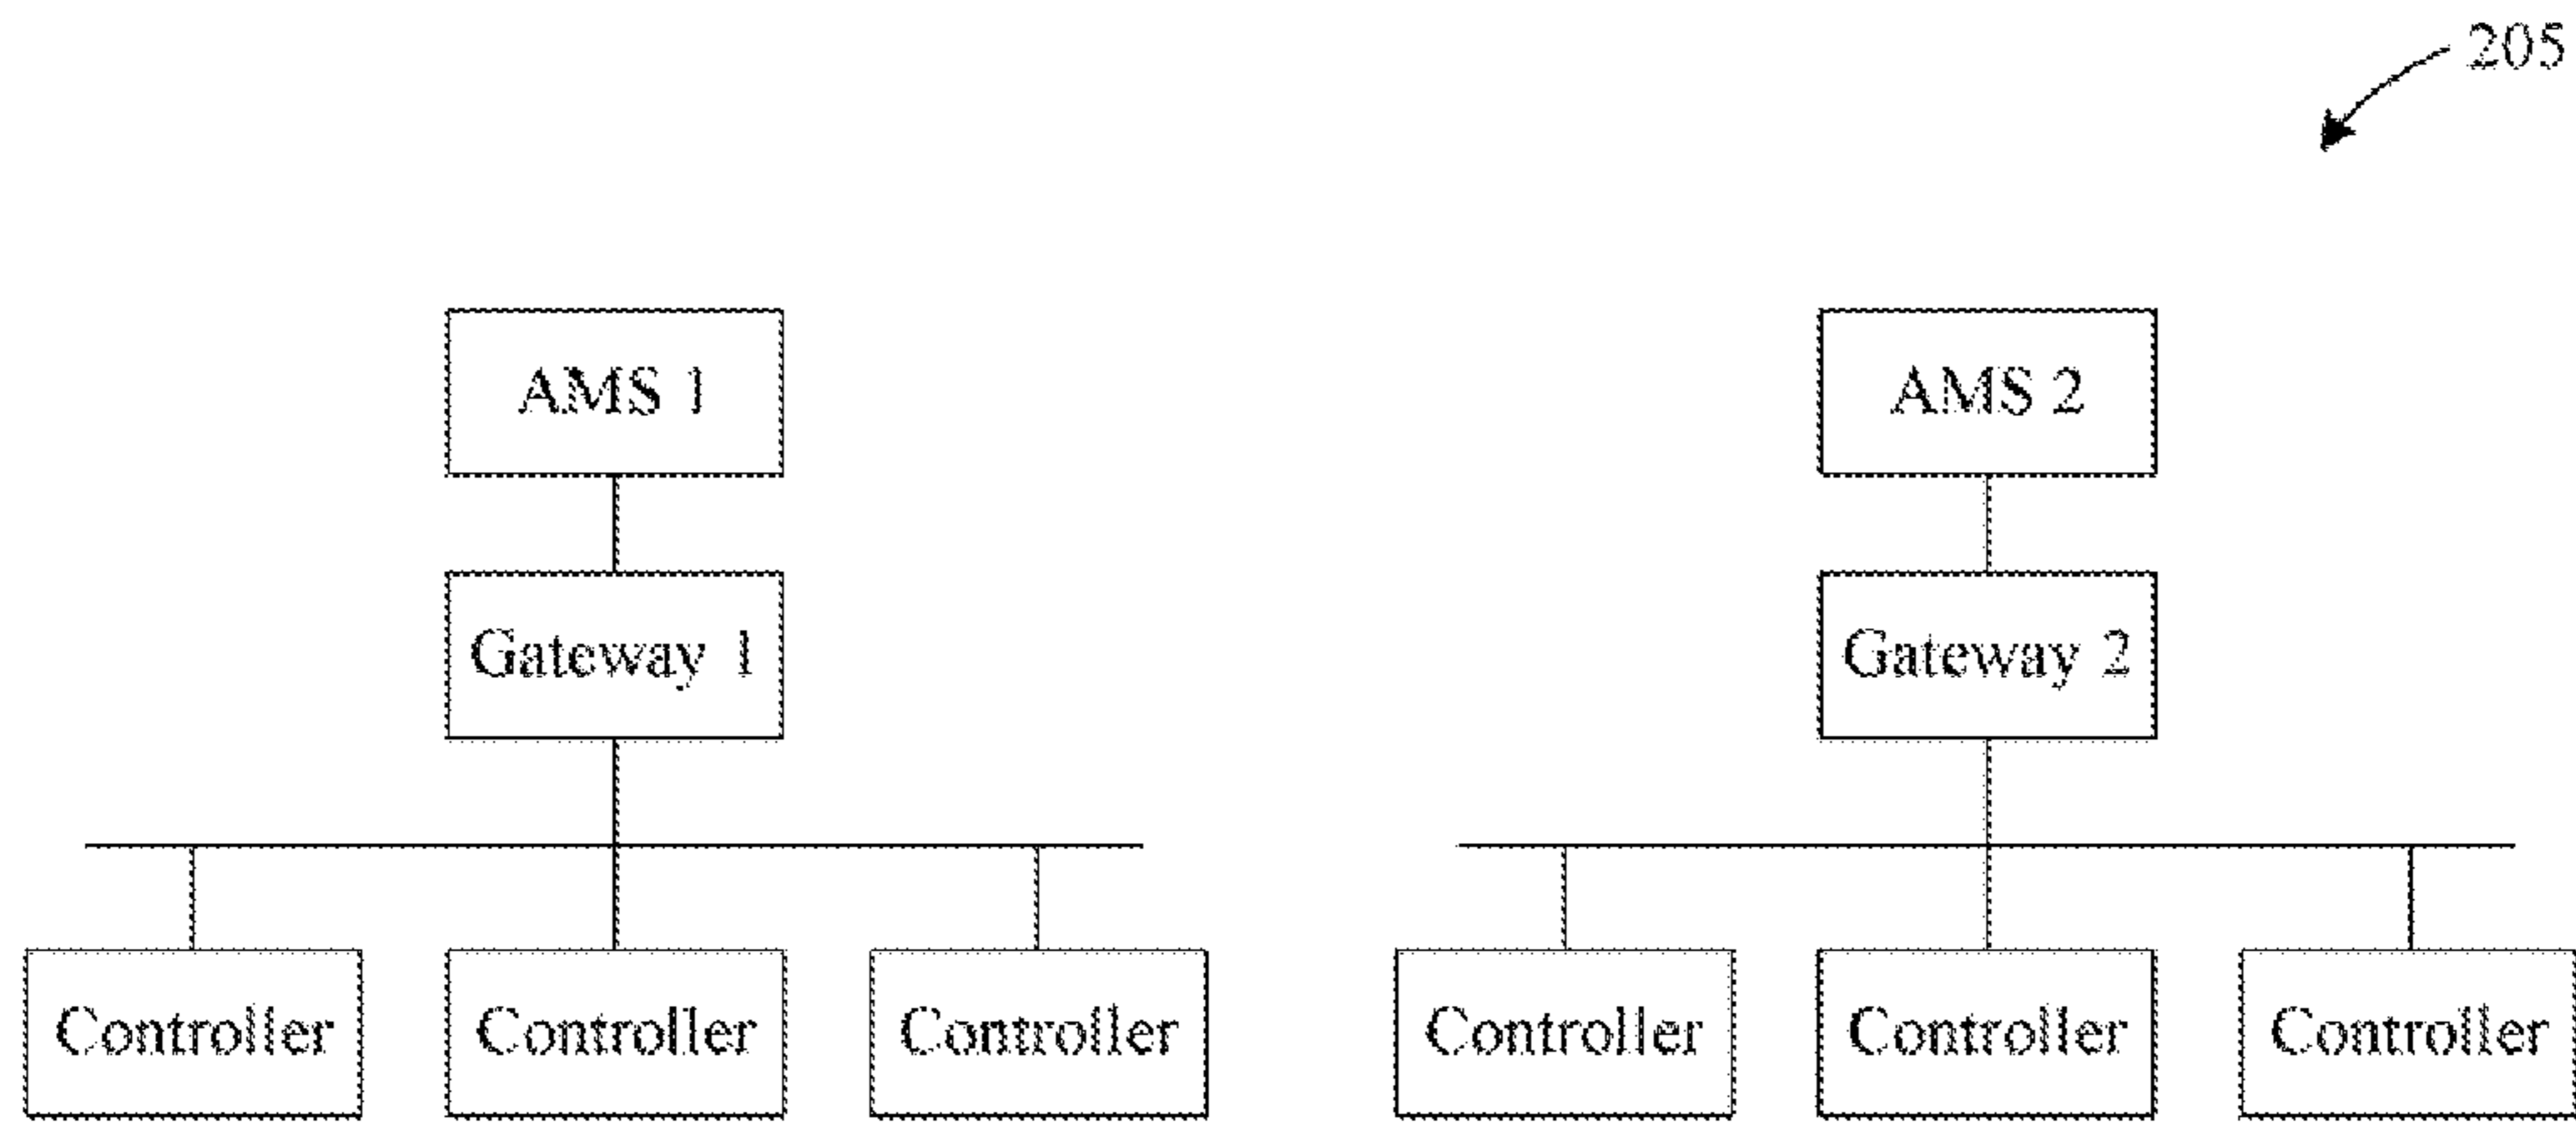 205
AMS 1
AMS 2
Gateway 1
Gateway 2
Controller
Controller
Controller
Controller
Controller
Controller